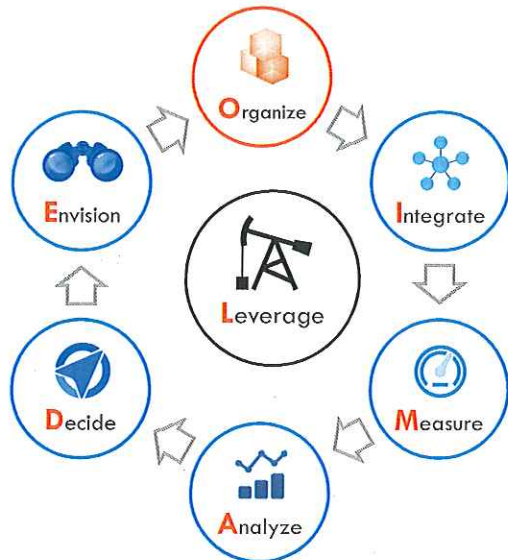 Organize
Integrate
Measure
Analyze
Decide
Envision
Leverage